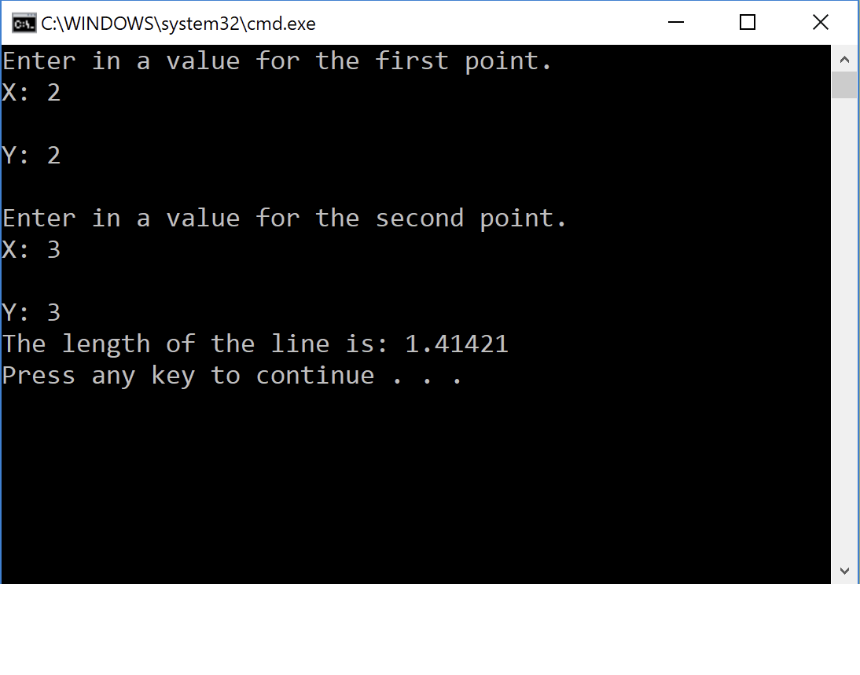 C:\WINDOWS\system32\cmd.exe
Enter in a value for the first point.
X: 2
Y: 2
Enter in a value for the second point.
X: 3
Y: 3
The length of the line is: 1.41421
Press any key to continue . . .